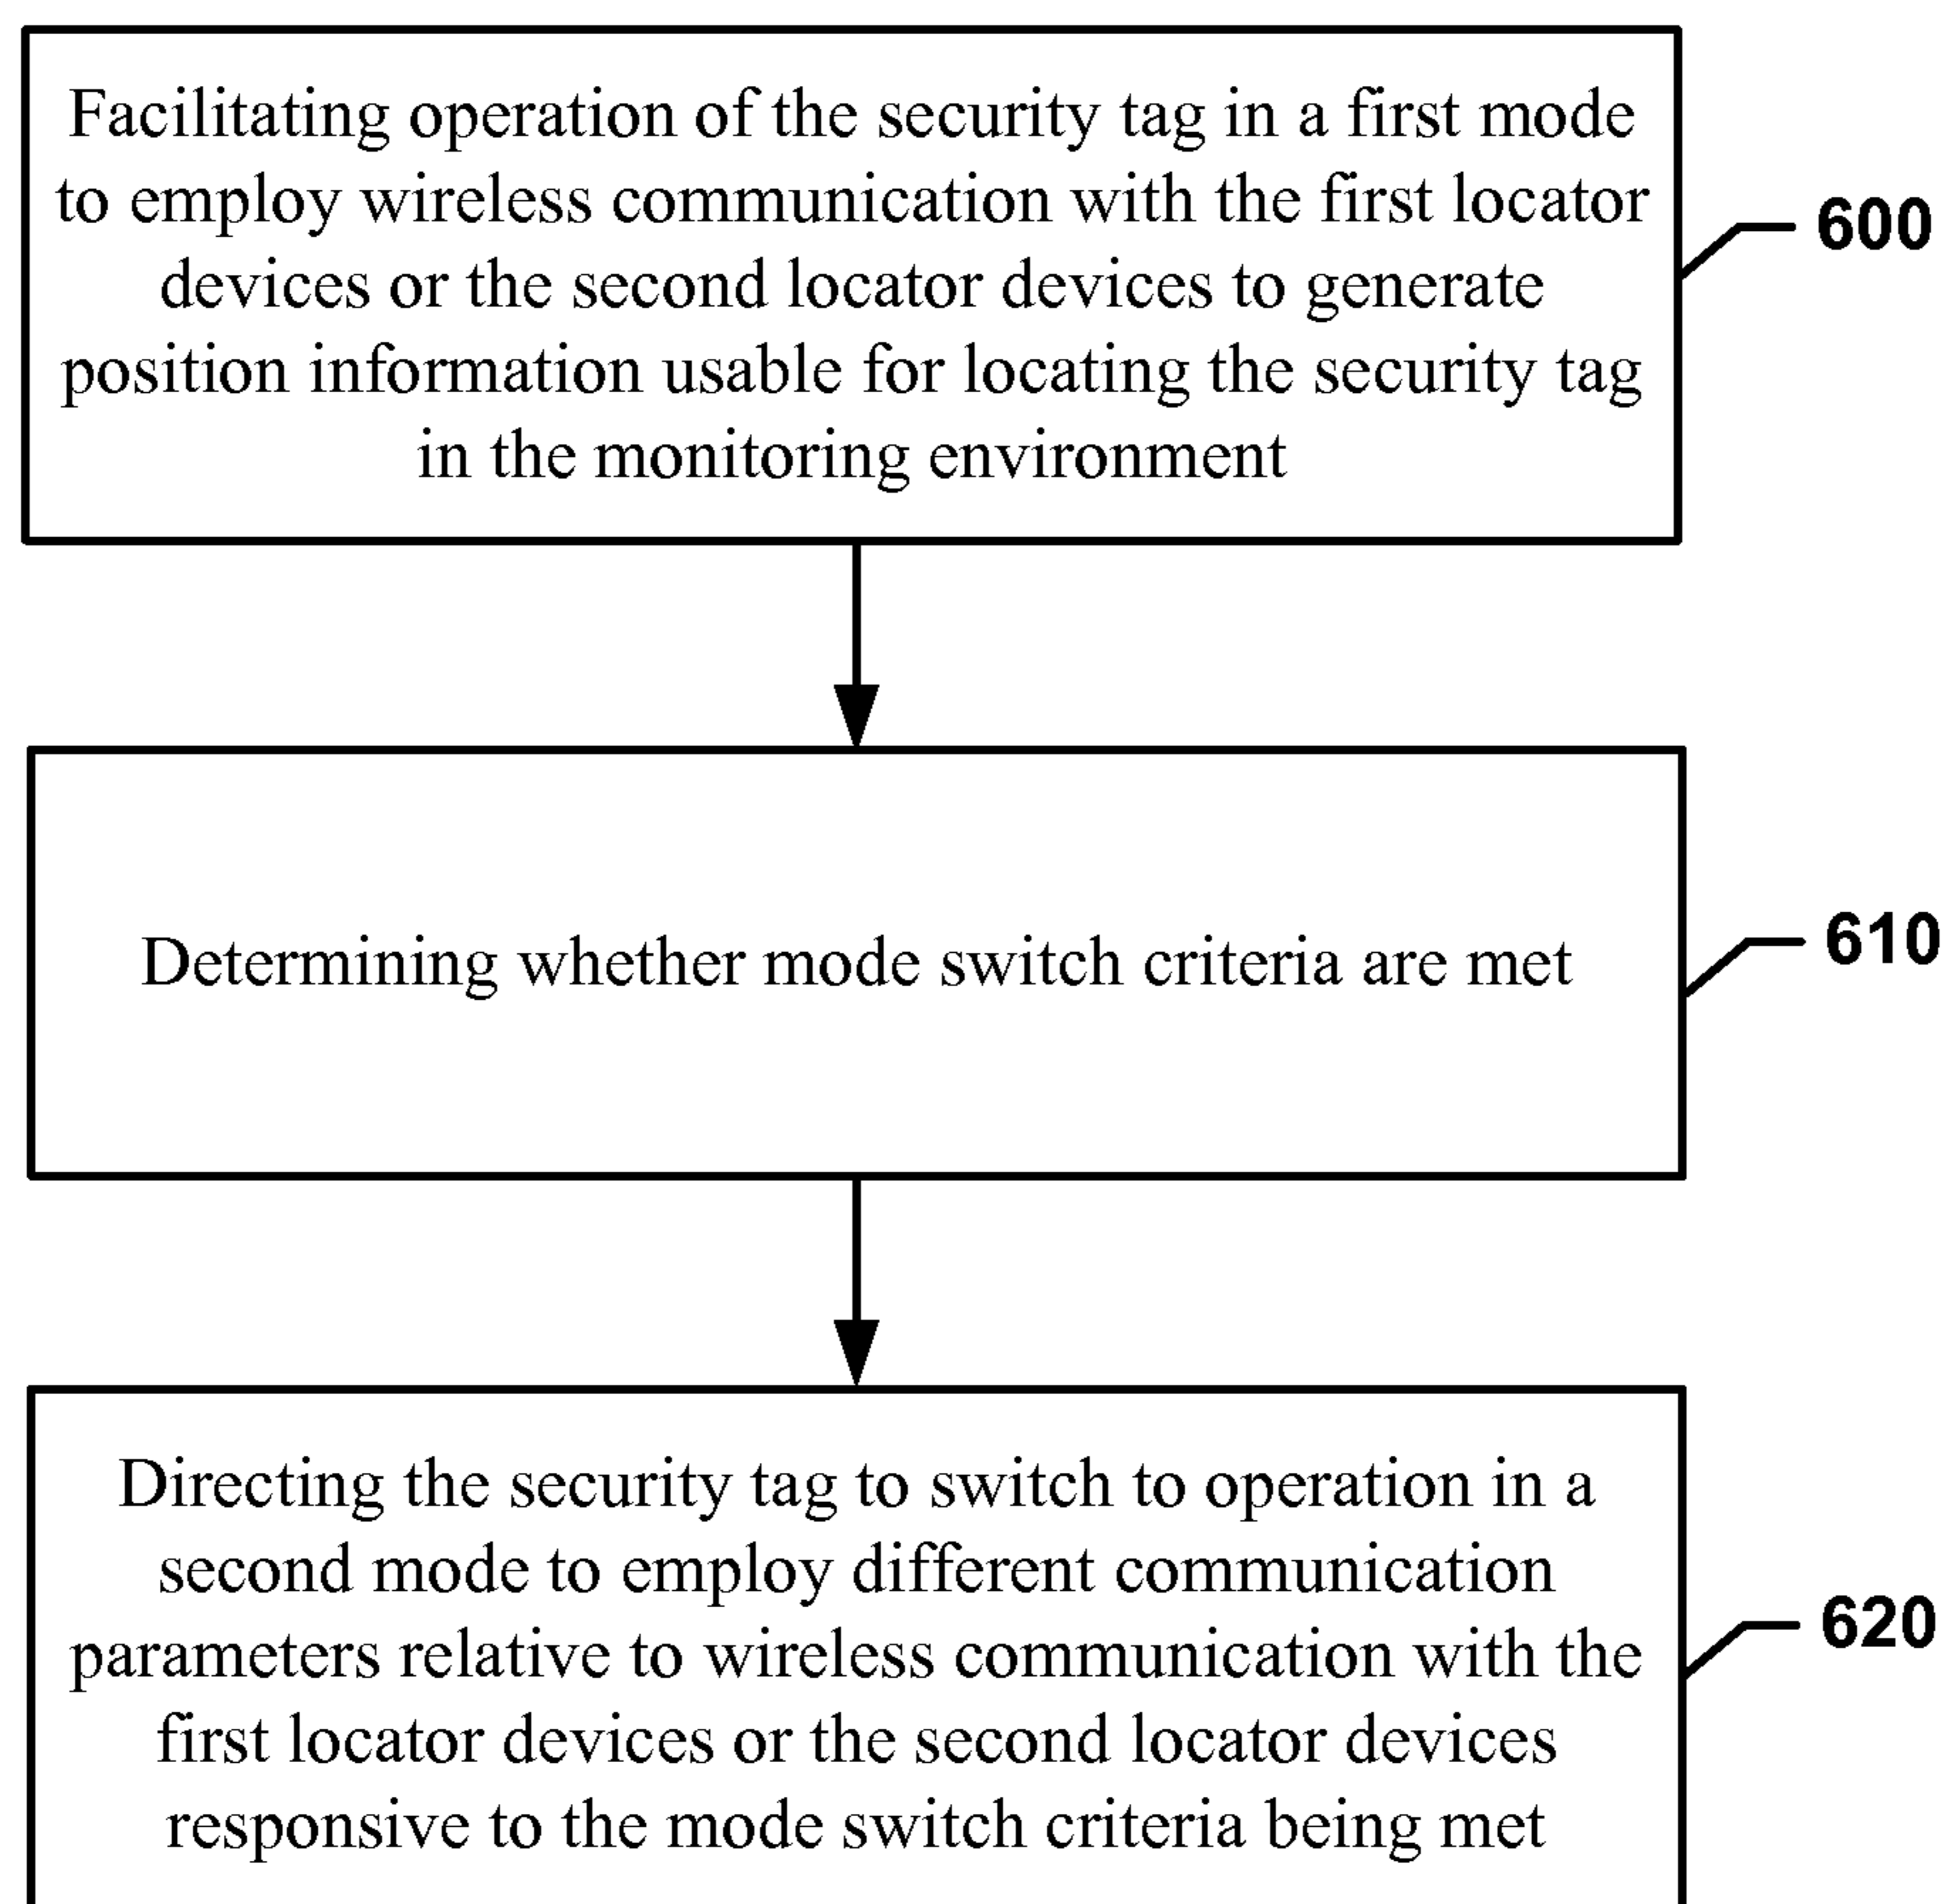 Facilitating operation of the security tag in a first mode
to employ wireless communication with the first locator
devices or the second locator devices to generate
position information usable for locating the security tag
in the monitoring environment
600
Determining whether mode switch criteria are met
610
Directing the security tag to switch to operation in a
second mode to employ different communication
parameters relative to wireless communication with the
first locator devices or the second locator devices
responsive to the mode switch criteria being met
620